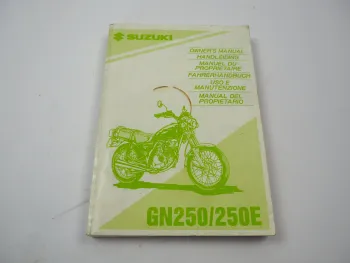 SUZUKI
OWNER'S MANUAL
HANDLEIDING
MANUEL DU
PROPRIETAIRE
FAHRERHANDBUCH
USO E
MANUTENZIONE
MANUAL DEL
PROPIETARIO
GN250/250E